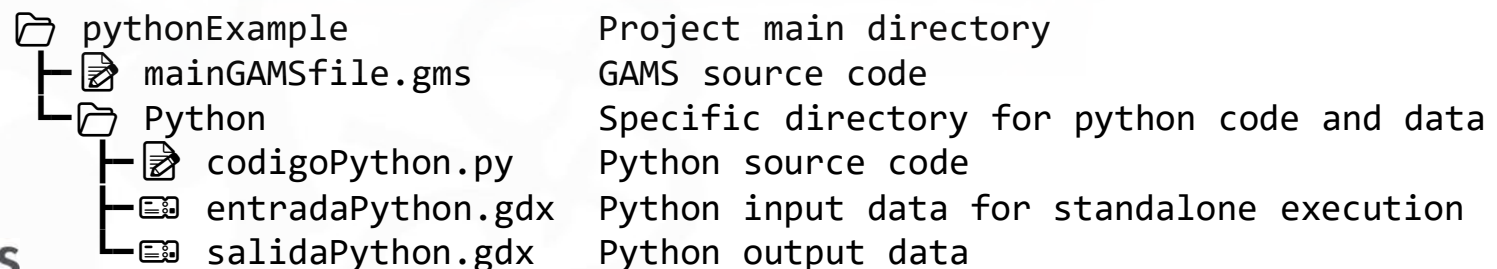 pythonExample Project main directory
mainGAMSfile.gms GAMS source code
Python Specific directory for python code and data
codigoPython.py Python source code
entradaPython.gdx Python input data for standalone execution
salidaPython.gdx Python output data
s